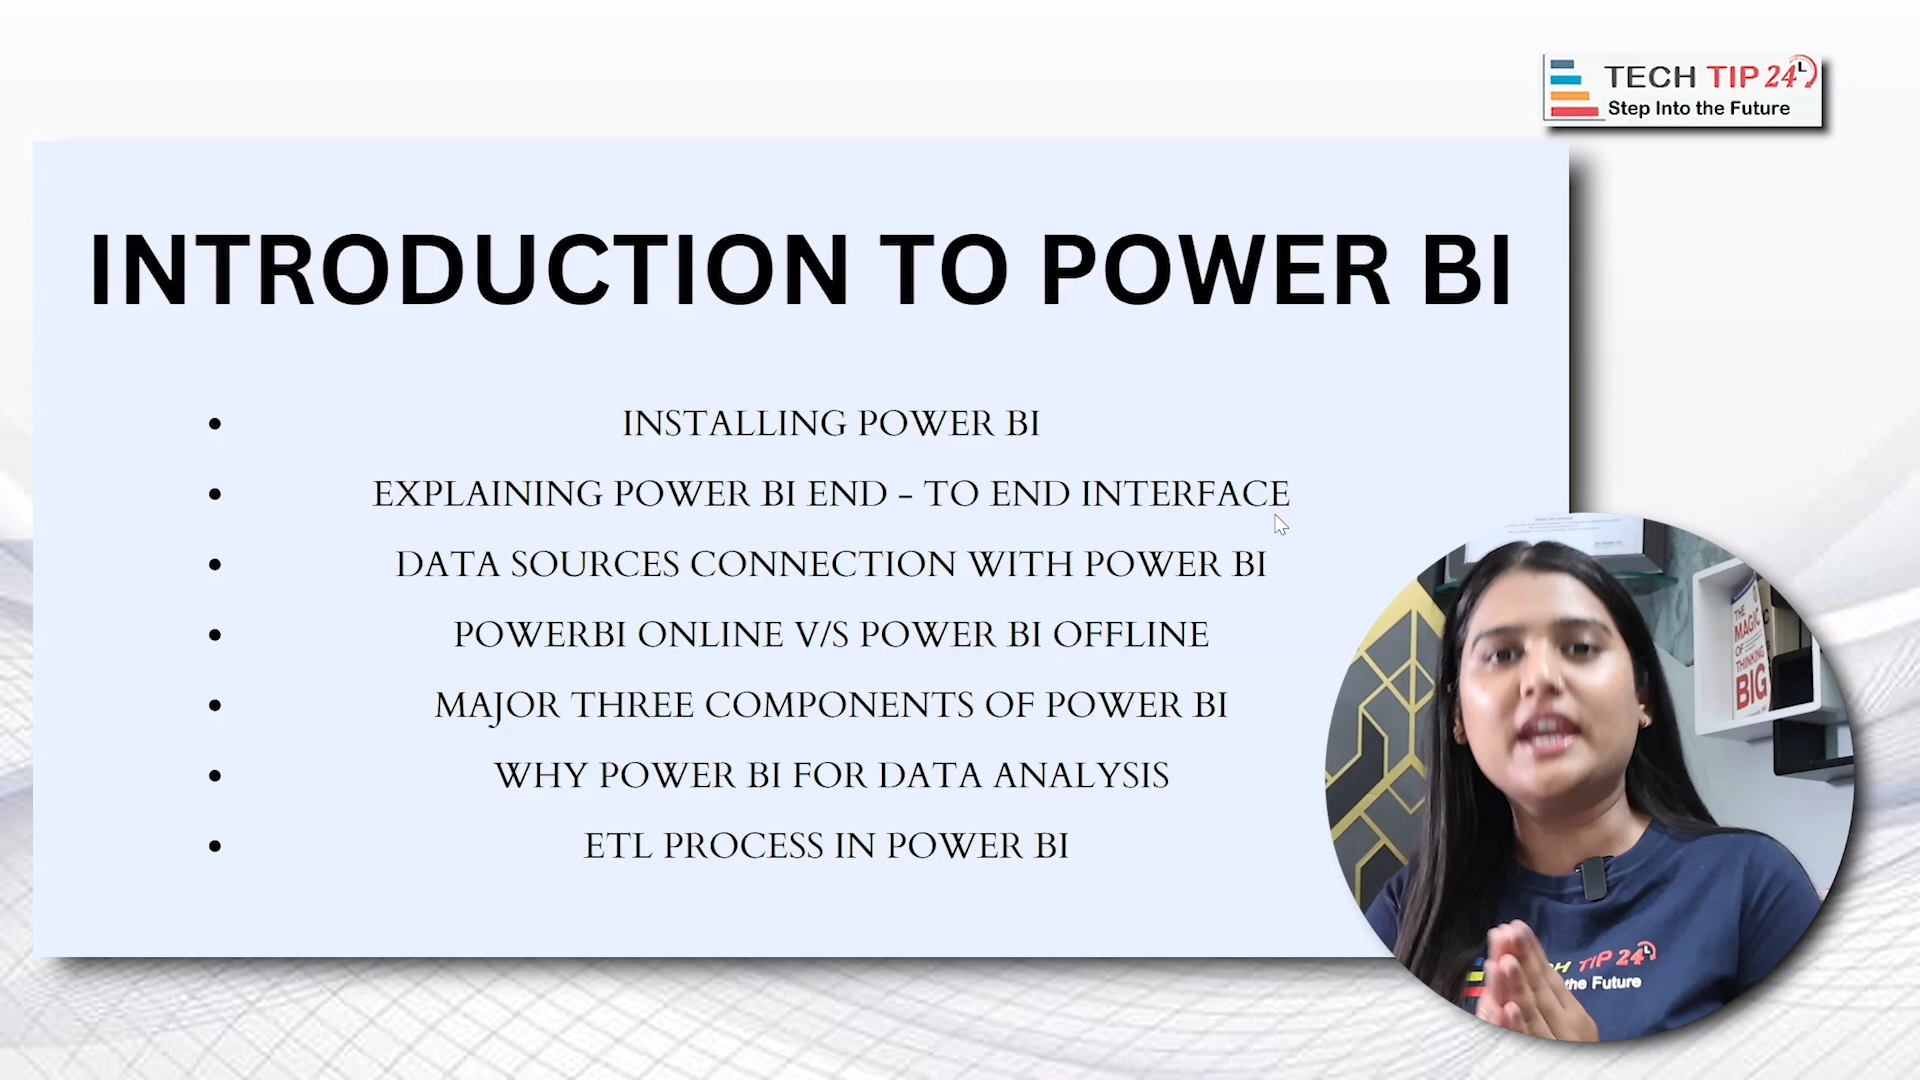 TECH TIP 24
Step Into the Future
INTRODUCTION TO POWER BI
• INSTALLING POWER BI
• EXPLAINING POWER BI END – TO END INTERFACE
• DATA SOURCES CONNECTION WITH POWER BI
• POWERBI ONLINE V/S POWER BI OFFLINE
• MAJOR THREE COMPONENTS OF POWER BI
• WHY POWER BI FOR DATA ANALYSIS
• ETL PROCESS IN POWER BI
THE
MAGIC
OF
THINKING
BIG
TIP 24
the Future